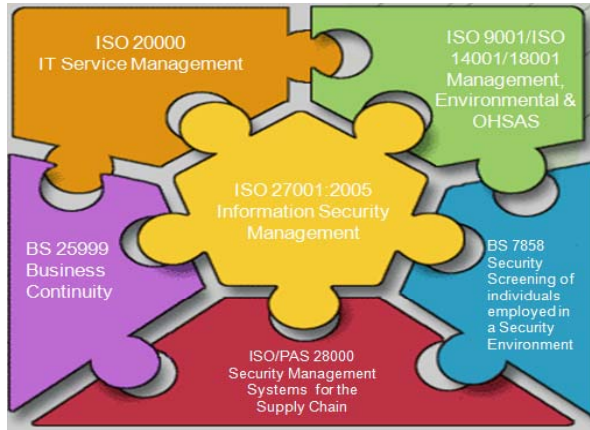 ISO 20000
IT Service Management
ISO 9001/ISO
14001/18001
Management,
Environmental &
OHSAS
ISO 27001:2005
Information Security
Management
BS 25999
Business
Continuity
BS 7858
Security
Screening of
individuals
employed in
a Security
Environment
ISO/PAS 28000
Security Management
Systems for the
Supply Chain